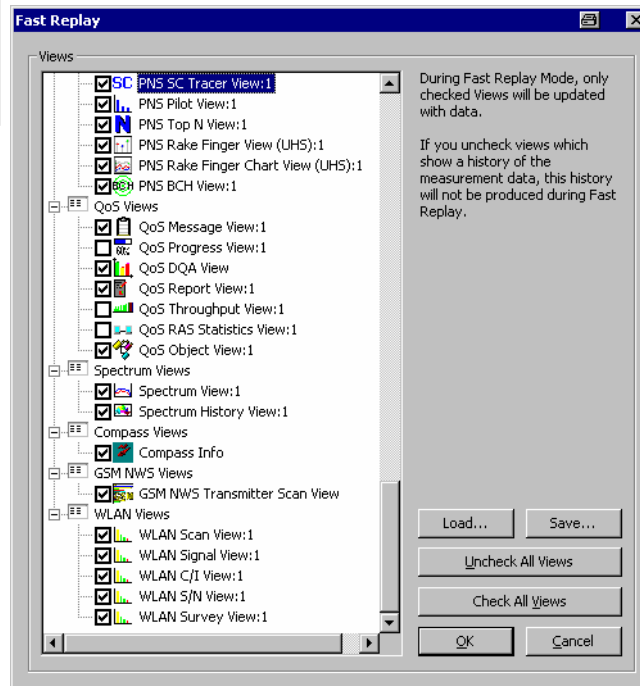 Fast Replay
Views
SC PNS SC Tracer View:1
PNS Pilot View:1
N PNS Top N View:1
PNS Rake Finger View (UHS):1
PNS Rake Finger Chart View (UHS):1
BCH PNS BCH View:1
QoS Views
QoS Message View:1
60% QoS Progress View:1
QoS DQA View
QoS Report View:1
QoS Throughput View:1
QoS RAS Statistics View:1
QoS Object View:1
Spectrum Views
Spectrum View:1
Spectrum History View:1
Compass Views
Compass Info
GSM NWS Views
GSM NWS Transmitter Scan View
WLAN Views
WLAN Scan View:1
WLAN Signal View:1
WLAN C/I View:1
WLAN S/N View:1
WLAN Survey View:1
During Fast Replay Mode, only
checked Views will be updated
with data.
If you uncheck views which
show a history of the
measurement data, this history
will not be produced during Fast
Replay.
Load...
Save...
Uncheck All Views
Check All Views
OK
Cancel